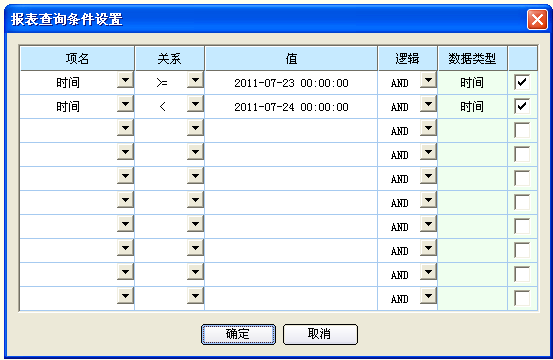 报表查询条件设置
项名 关系 值 逻辑 数据类型
时间 >= 2011-07-23 00:00:00 AND 时间
时间 < 2011-07-24 00:00:00 AND 时间
AND
AND
AND
AND
AND
AND
AND
AND
确定 取消